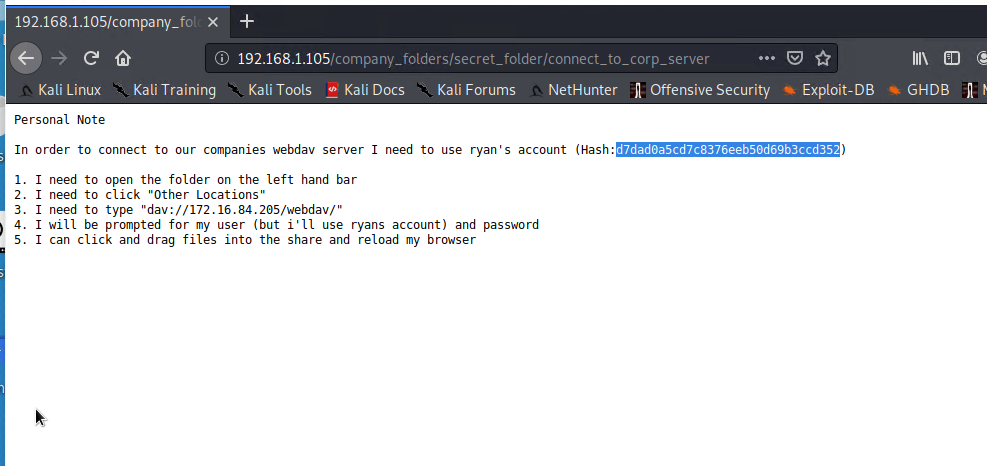 192.168.1.105/company_fol
192.168.1.105/company_folders/secret_folder/connect_to_corp_server
Kali Linux Kali Training Kali Tools Kali Docs Kali Forums NetHunter Offensive Security Exploit-DB GHDB
Personal Note
In order to connect to our companies webdav server I need to use ryan's account (Hash:d7dad0a5cd7c8376eeb50d69b3ccd352)
1. I need to open the folder on the left hand bar
2. I need to click "Other Locations"
3. I need to type "dav://172.16.84.205/webdav/"
4. I will be prompted for my user (but i'll use ryans account) and password
5. I can click and drag files into the share and reload my browser